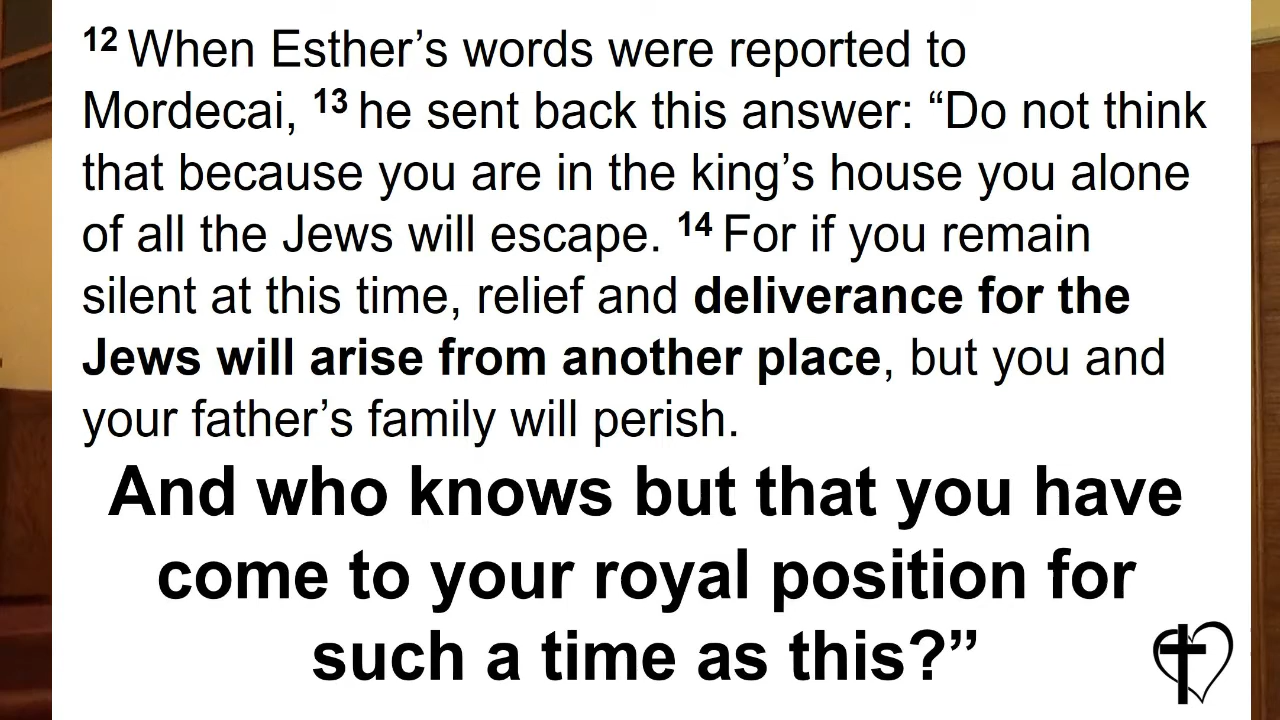 12 When Esther’s words were reported to
Mordecai, 13 he sent back this answer: “Do not think
that because you are in the king’s house you alone
of all the Jews will escape. 14 For if you remain
silent at this time, relief and deliverance for the
Jews will arise from another place, but you and
your father’s family will perish.
And who knows but that you have
come to your royal position for
such a time as this?”